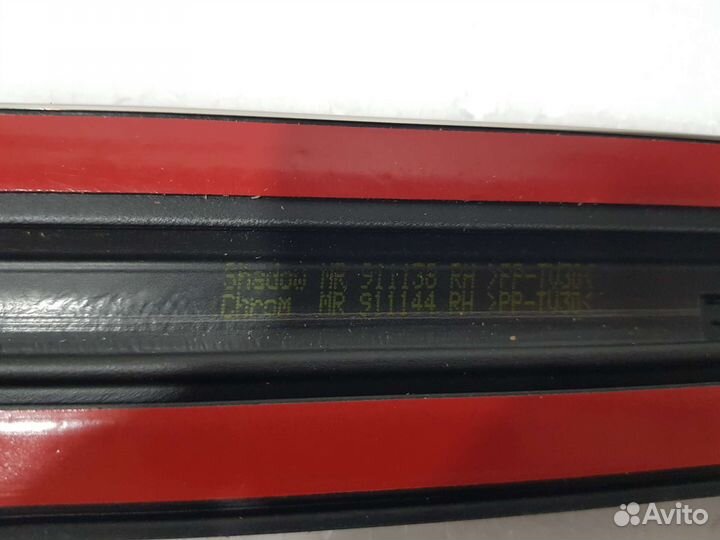 Shadow MR 911138 RH >PP-TV30<
Chrom MR 911144 RH >PP-TV30<
Avito